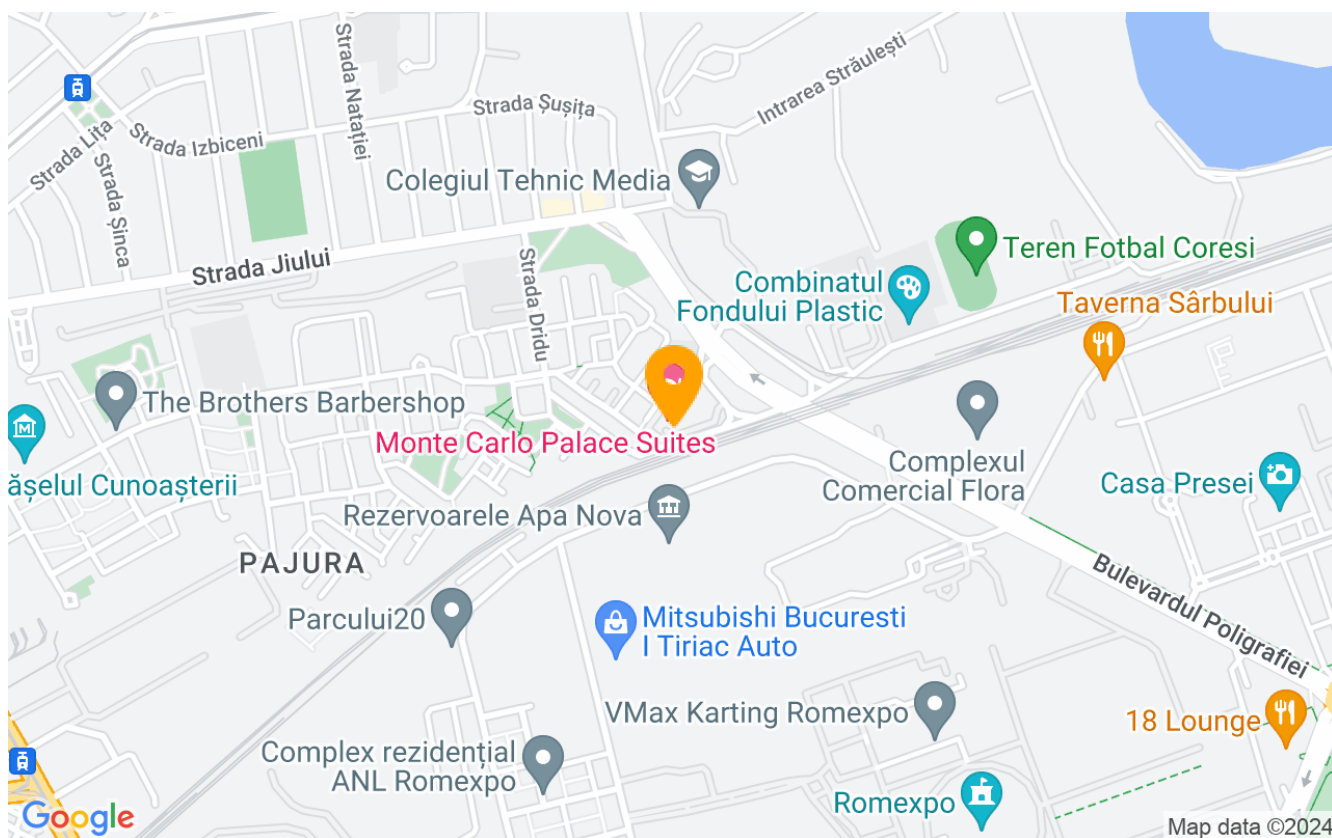 Strada Natației
Strada Șușița
Intrarea Străulești
Strada Izbiceni
Strada Lița
Strada Șinca
Colegiul Tehnic Media
Strada Jiului
Strada Dridu
Teren Fotbal Coresi
Combinatul
Fondului Plastic
Taverna Sârbului
The Brothers Barbershop
Monte Carlo Palace Suites
ășelul Cunoașterii
Complexul
Comercial Flora
Casa Presei
Rezervoarele Apa Nova
PAJURA
Bulevardul Poligrafiei
Parcului20
Mitsubishi Bucuresti
I Tiriac Auto
VMax Karting Romexpo
18 Lounge
Complex rezidențial
ANL Romexpo
Romexpo
Google
Map data ©2024